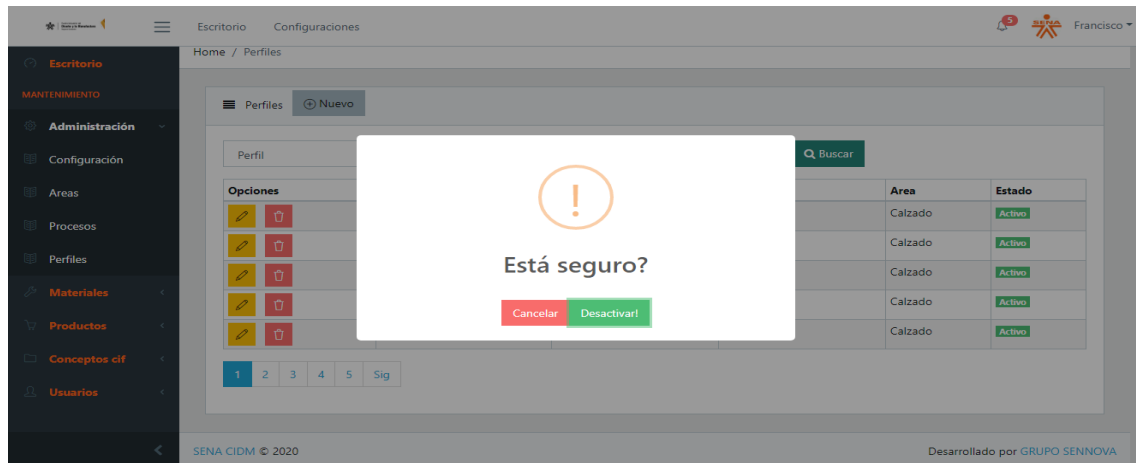 Escritorio Configuraciones 5 SENA Francisco
Home / Perfiles
Escritorio
MANTENIMIENTO
Administración
Configuración
Areas
Procesos
Perfiles
Materiales
Productos
Conceptos cif
Usuarios
Perfiles Nuevo
Perfil Buscar
Opciones Area Estado
Calzado Activo
Calzado Activo
Calzado Activo
Calzado Activo
Calzado Activo
!
Está seguro?
Cancelar Desactivar!
1 2 3 4 5 Sig
SENA CIDM © 2020 Desarrollado por GRUPO SENNOVA